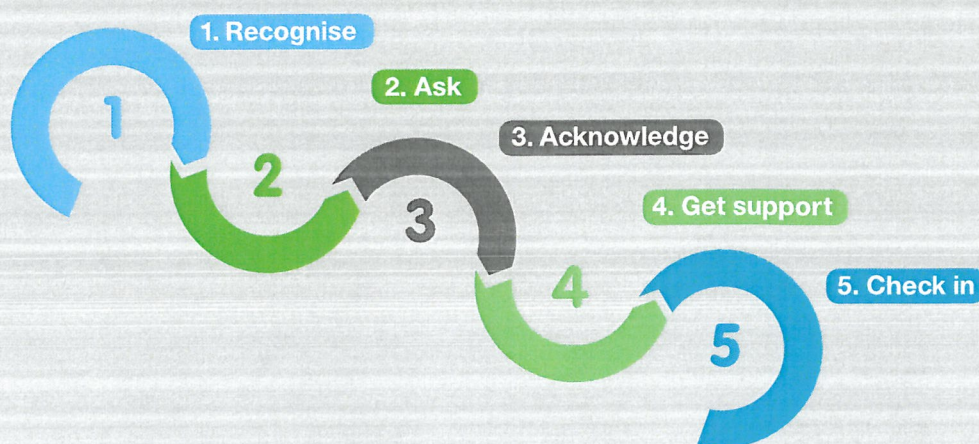 1. Recognise
1
2. Ask
2
3. Acknowledge
3
4. Get support
4
5. Check in
5